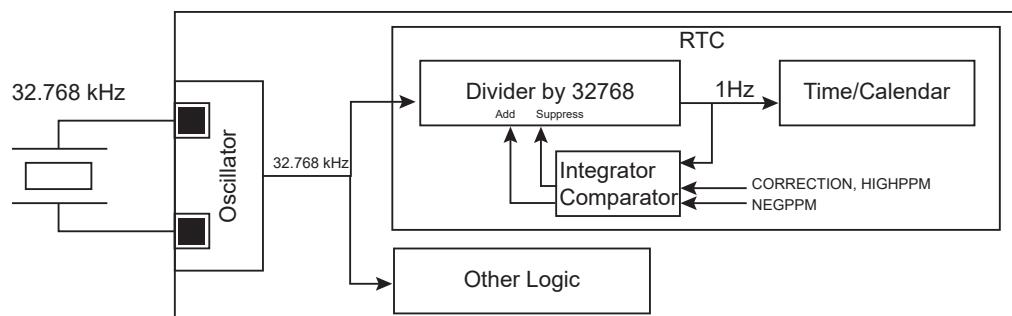 RTC
32.768 kHz
Divider by 32768
Add Suppress
1Hz
Time/Calendar
Oscillator
32.768 kHz
Integrator
Comparator
CORRECTION, HIGHPPM
NEGPPM
Other Logic